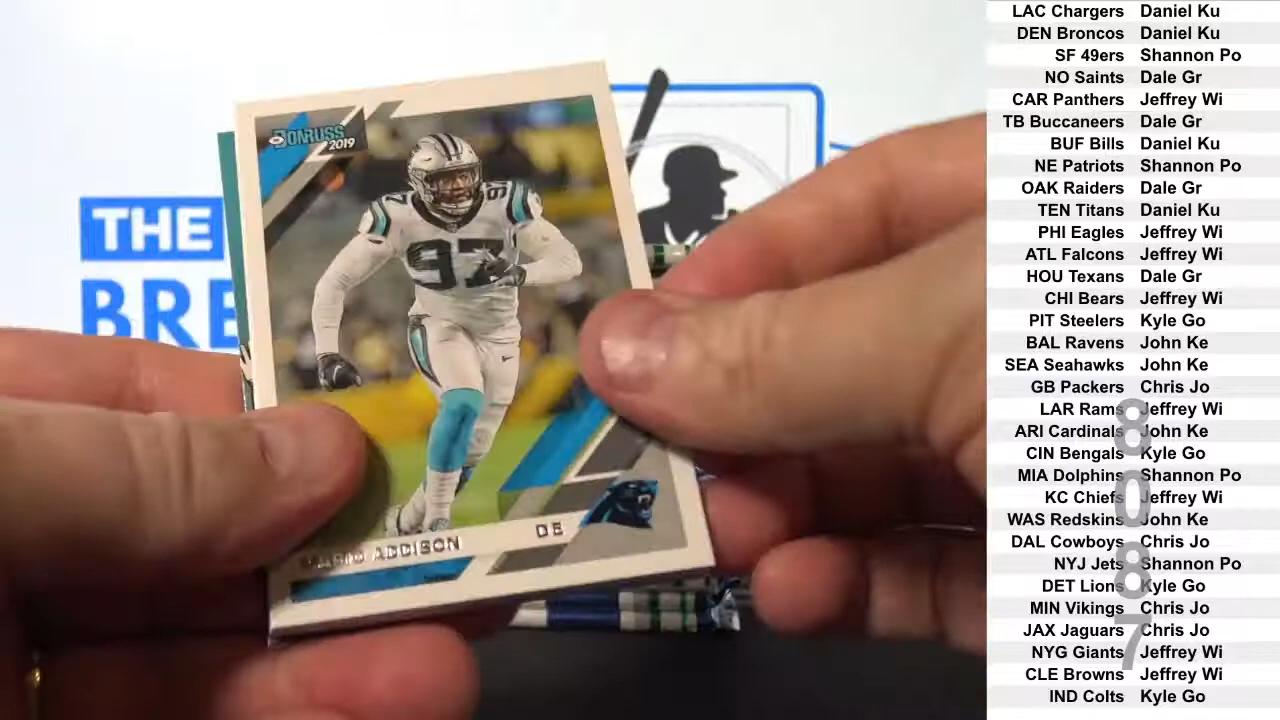 DONRUSS
2019
97
THE
BRE
MARIO ADDISON
DE
LAC Chargers Daniel Ku
DEN Broncos Daniel Ku
SF 49ers Shannon Po
NO Saints Dale Gr
CAR Panthers Jeffrey Wi
TB Buccaneers Dale Gr
BUF Bills Daniel Ku
NE Patriots Shannon Po
OAK Raiders Dale Gr
TEN Titans Daniel Ku
PHI Eagles Jeffrey Wi
ATL Falcons Jeffrey Wi
HOU Texans Dale Gr
CHI Bears Jeffrey Wi
PIT Steelers Kyle Go
BAL Ravens John Ke
SEA Seahawks John Ke
GB Packers Chris Jo
LAR Rams Jeffrey Wi
ARI Cardinals John Ke
CIN Bengals Kyle Go
MIA Dolphins Shannon Po
KC Chiefs Jeffrey Wi
WAS Redskins John Ke
DAL Cowboys Chris Jo
NYJ Jets Shannon Po
DET Lions Kyle Go
MIN Vikings Chris Jo
JAX Jaguars Chris Jo
NYG Giants Jeffrey Wi
CLE Browns Jeffrey Wi
IND Colts Kyle Go
8087